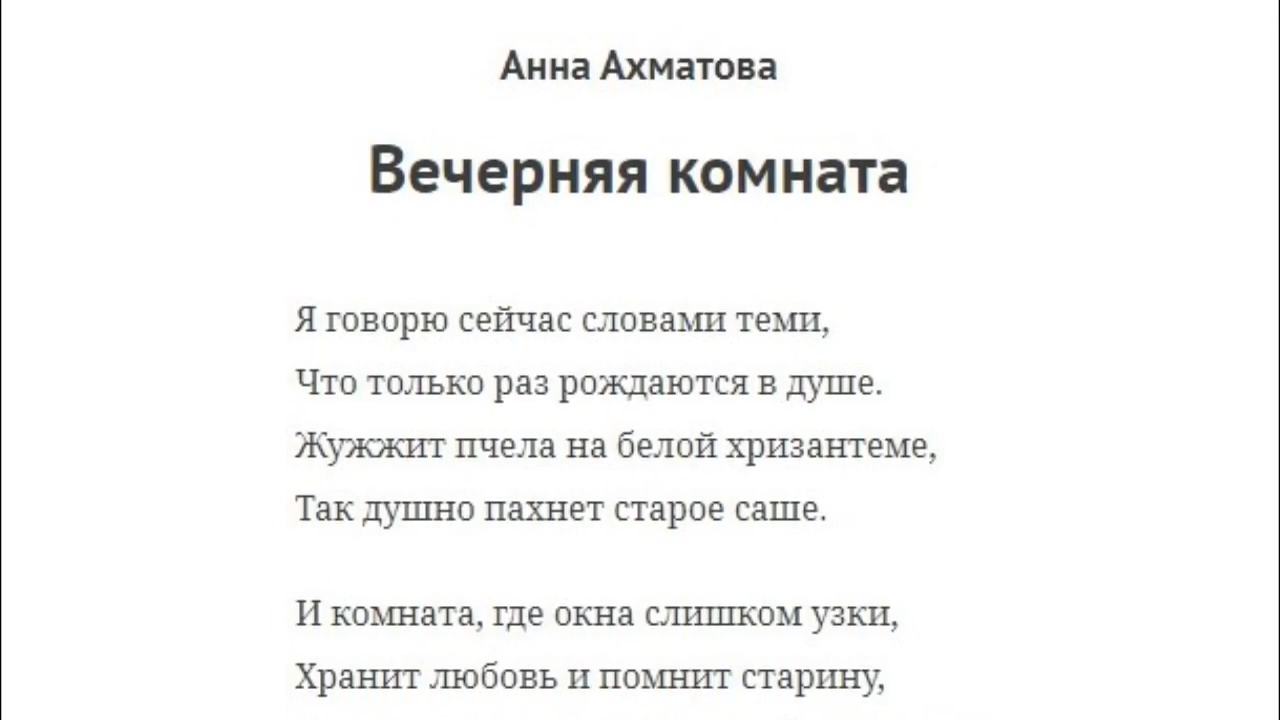 Анна Ахматова
Вечерняя комната
Я говорю сейчас словами теми,
Что только раз рождаются в душе.
Жужжит пчела на белой хризантеме,
Так душно пахнет старое саше.
И комната, где окна слишком узки,
Хранит любовь и помнит старину,